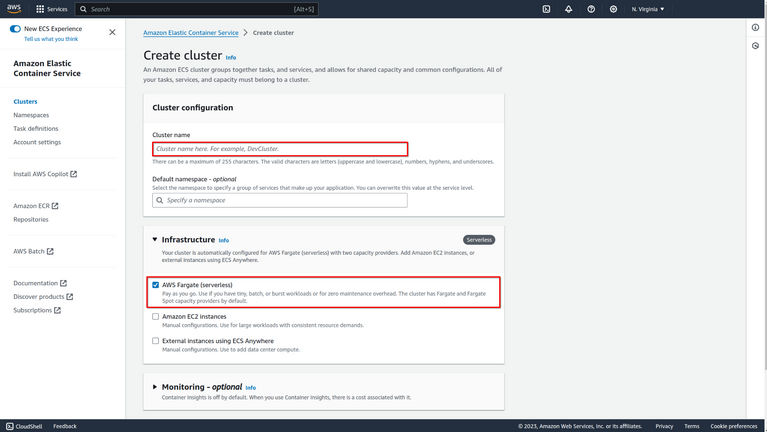 aws
Services
Search
[Alt+S]
N. Virginia
New ECS Experience
Tell us what you think
Amazon Elastic
Container Service
Clusters
Namespaces
Task definitions
Account settings
Install AWS Copilot
Amazon ECR
Repositories
AWS Batch
Documentation
Discover products
Subscriptions
Amazon Elastic Container Service > Create cluster
Create cluster Info
An Amazon ECS cluster groups together tasks, and services, and allows for shared capacity and common configurations. All of
your tasks, services, and capacity must belong to a cluster.
Cluster configuration
Cluster name
Cluster name here. For example, DevCluster.
There can be a maximum of 255 characters. The valid characters are letters (uppercase and lowercase), numbers, hyphens, and underscores.
Default namespace - optional
Select the namespace to specify a group of services that make up your application. You can overwrite this value at the service level.
Specify a namespace
Infrastructure Info
Serverless
Your cluster is automatically configured for AWS Fargate (serverless) with two capacity providers. Add Amazon EC2 instances, or
external instances using ECS Anywhere.
AWS Fargate (serverless)
Pay as you go. Use if you have tiny, batch, or burst workloads or for zero maintenance overhead. The cluster has Fargate and Fargate
Spot capacity providers by default.
Amazon EC2 instances
Manual configurations. Use for large workloads with consistent resource demands.
External instances using ECS Anywhere
Manual configurations. Use to add data center compute.
Monitoring - optional Info
Container Insights is off by default. When you use Container Insights, there is a cost associated with it.
CloudShell
Feedback
© 2023, Amazon Web Services, Inc. or its affiliates.
Privacy
Terms
Cookie preferences